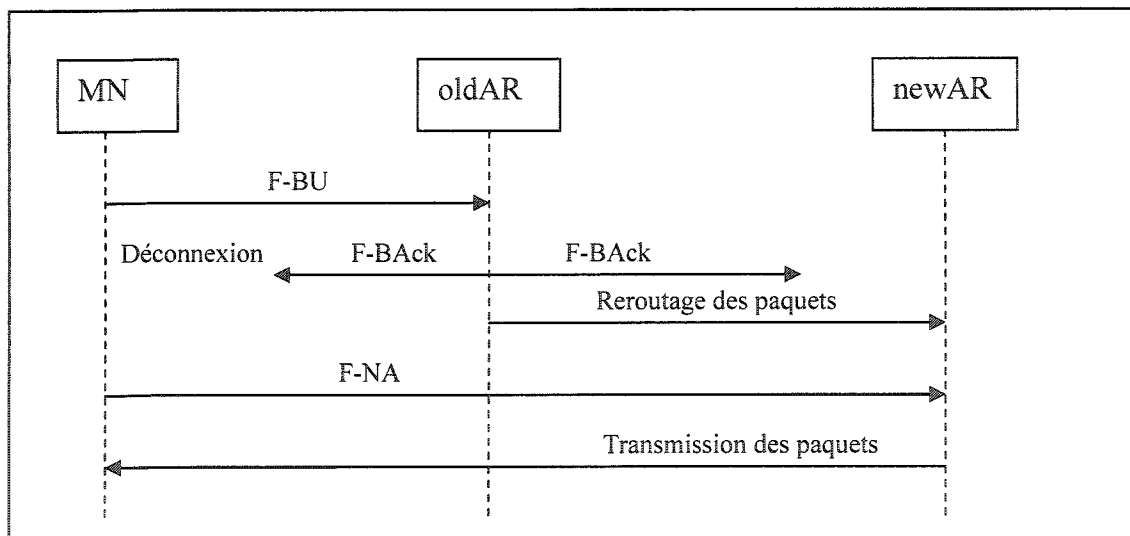 MN
oldAR
newAR
F-BU
Déconnexion
F-BAck
F-BAck
Reroutage des paquets
F-NA
Transmission des paquets